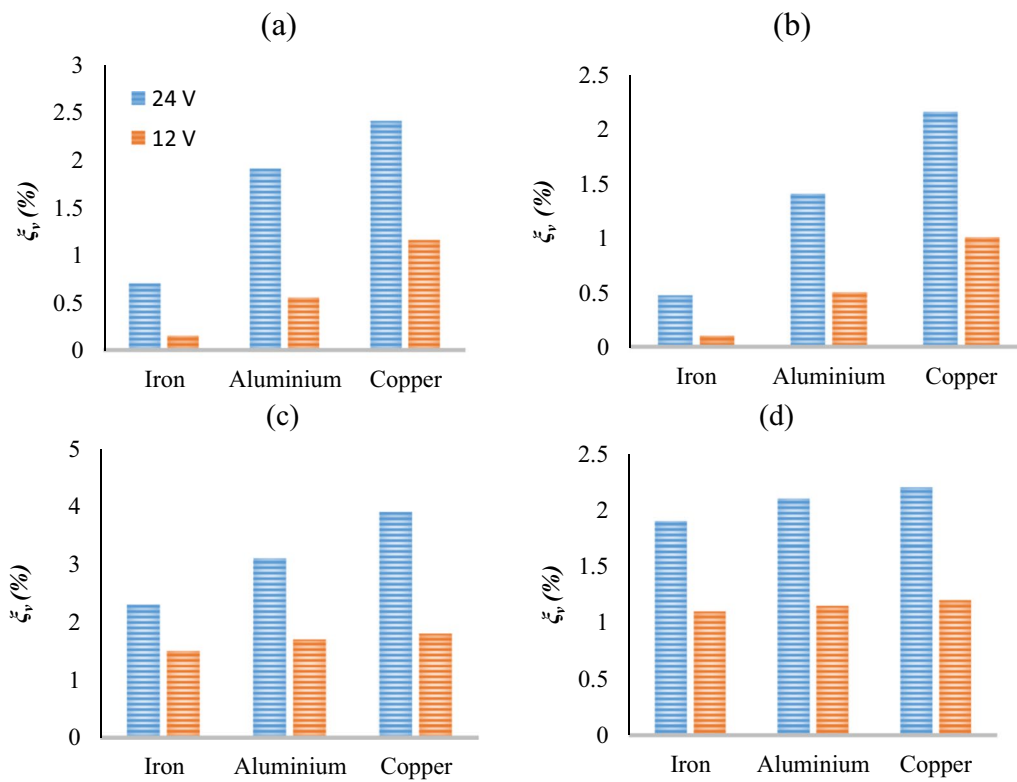 (a)
3
2.5
2
1.5
1
0.5
0
ξv (%)
24 V
12 V
Iron Aluminium Copper
(b)
2.5
2
1.5
1
0.5
0
ξv (%)
Iron Aluminium Copper
(c)
5
4
3
2
1
0
ξv (%)
Iron Aluminium Copper
(d)
2.5
2
1.5
1
0.5
0
ξv (%)
Iron Aluminium Copper